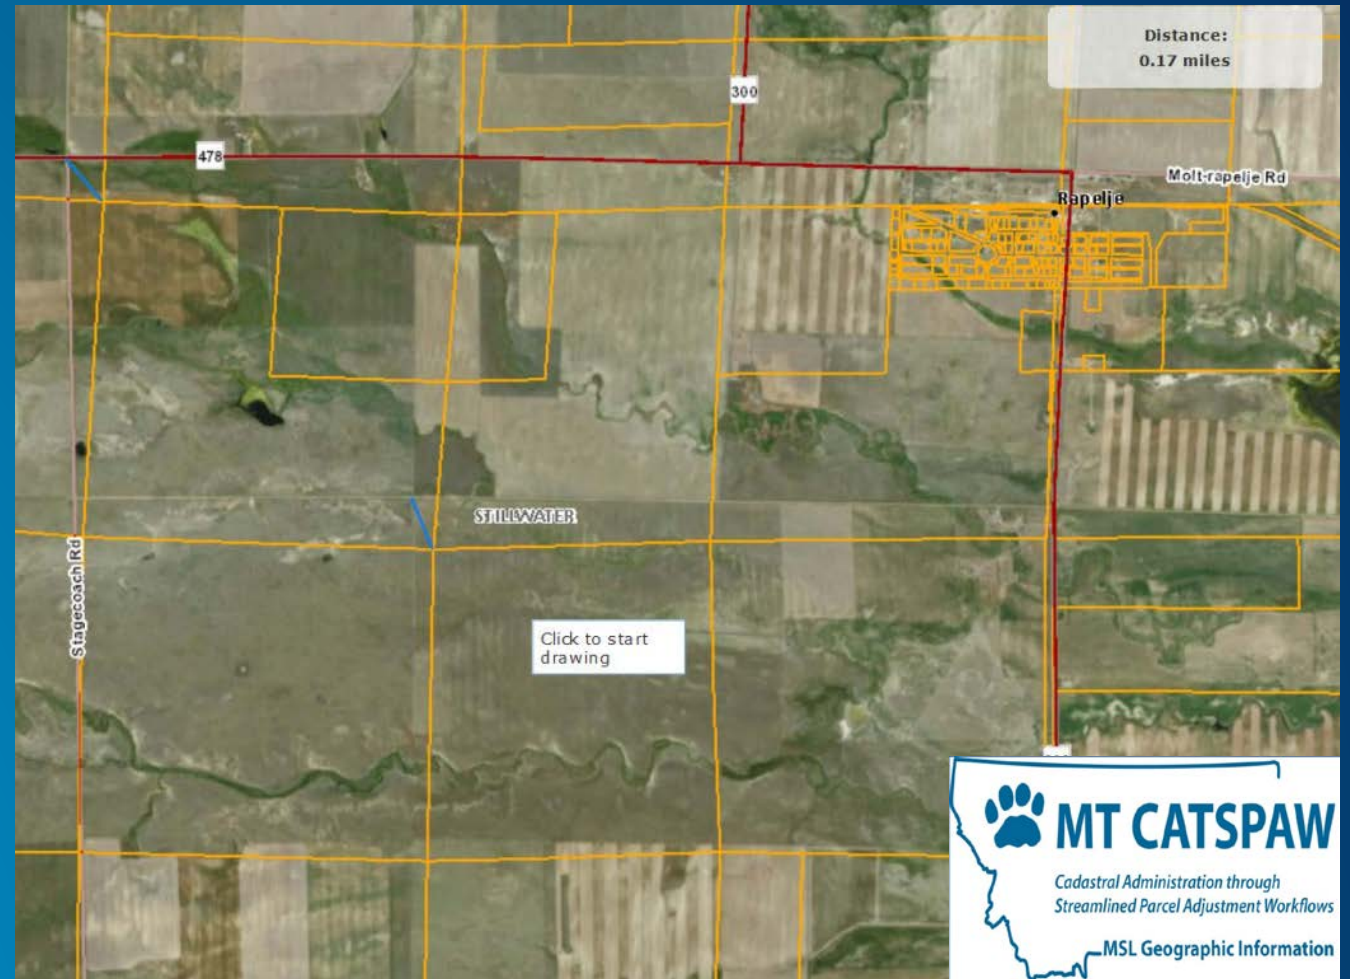 Distance:
0.17 miles
300
478
Molt-rapelje Rd
Rapelje
STILLWATER
Stagecoach Rd
Click to start
drawing
MT CATSPAW
Cadastral Administration through
Streamlined Parcel Adjustment Workflows
MSL Geographic Information